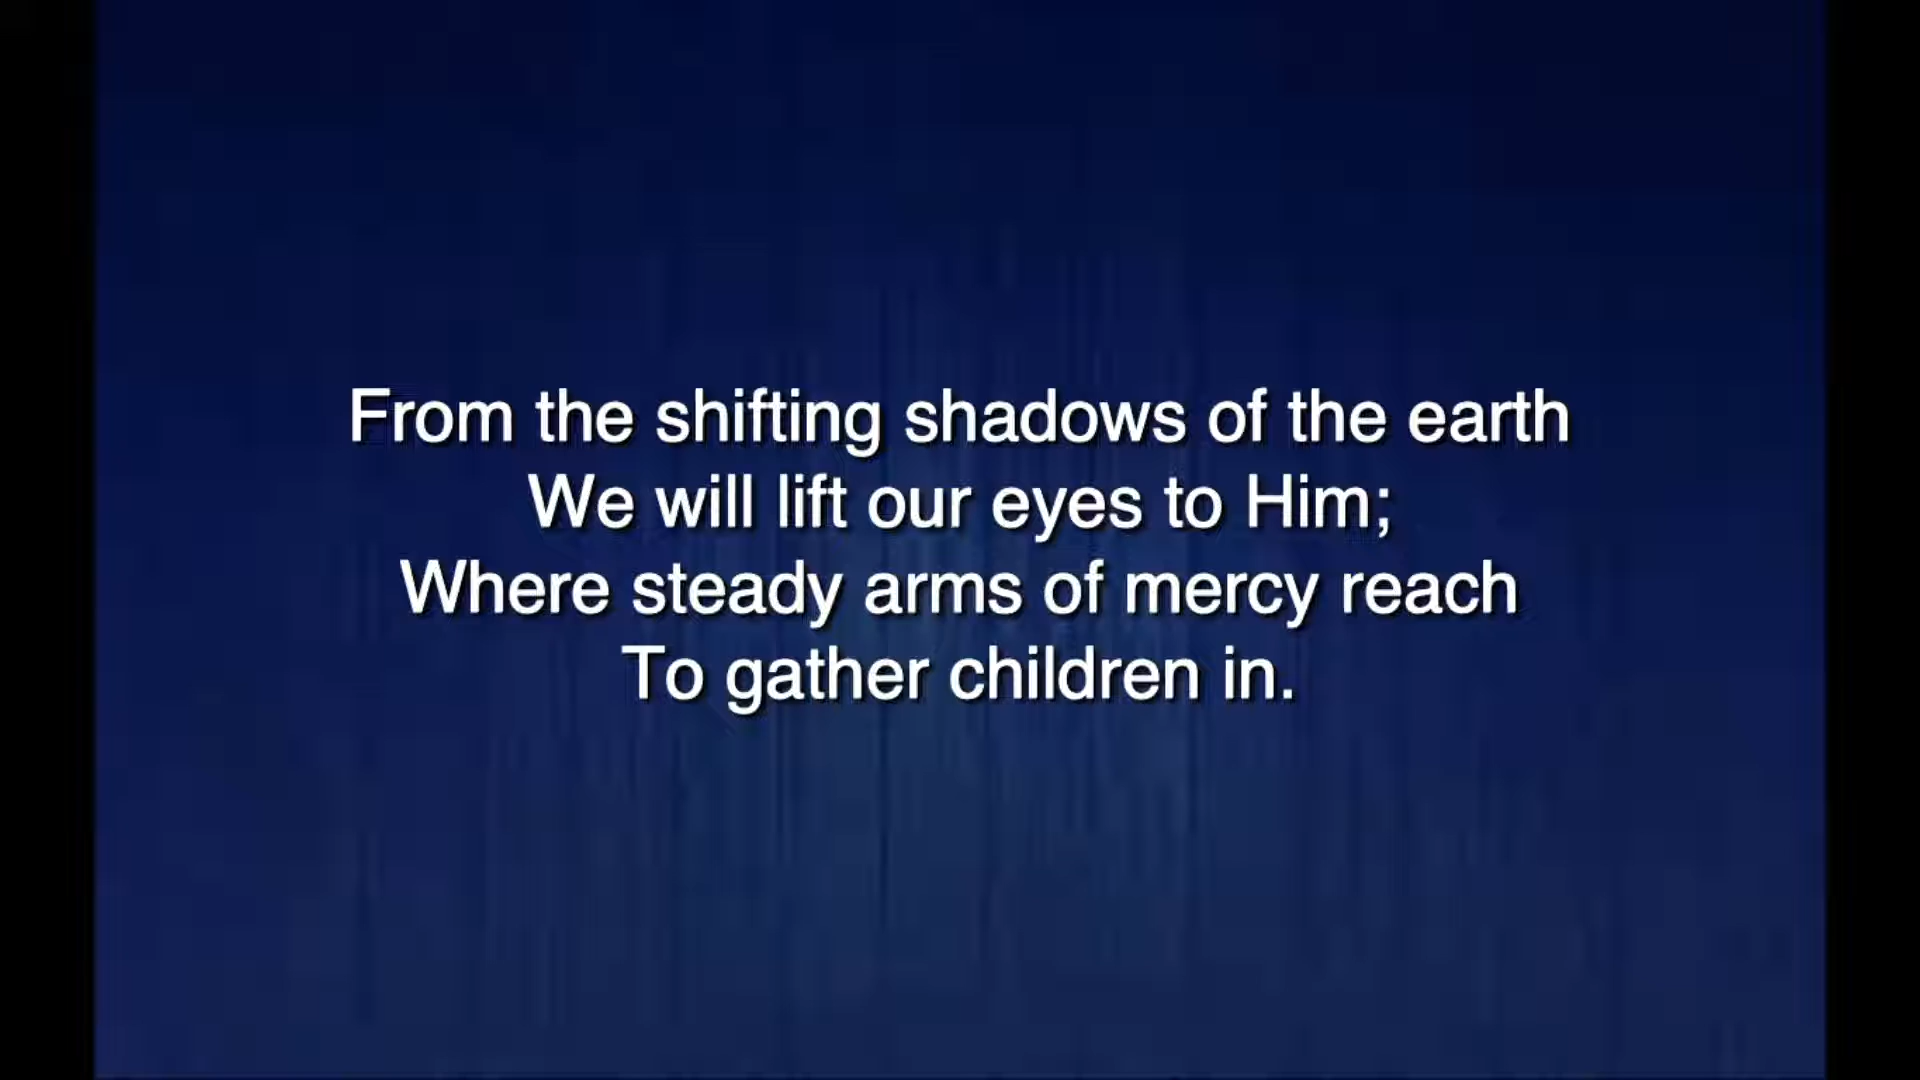 From the shifting shadows of the earth
We will lift our eyes to Him;
Where steady arms of mercy reach
To gather children in.